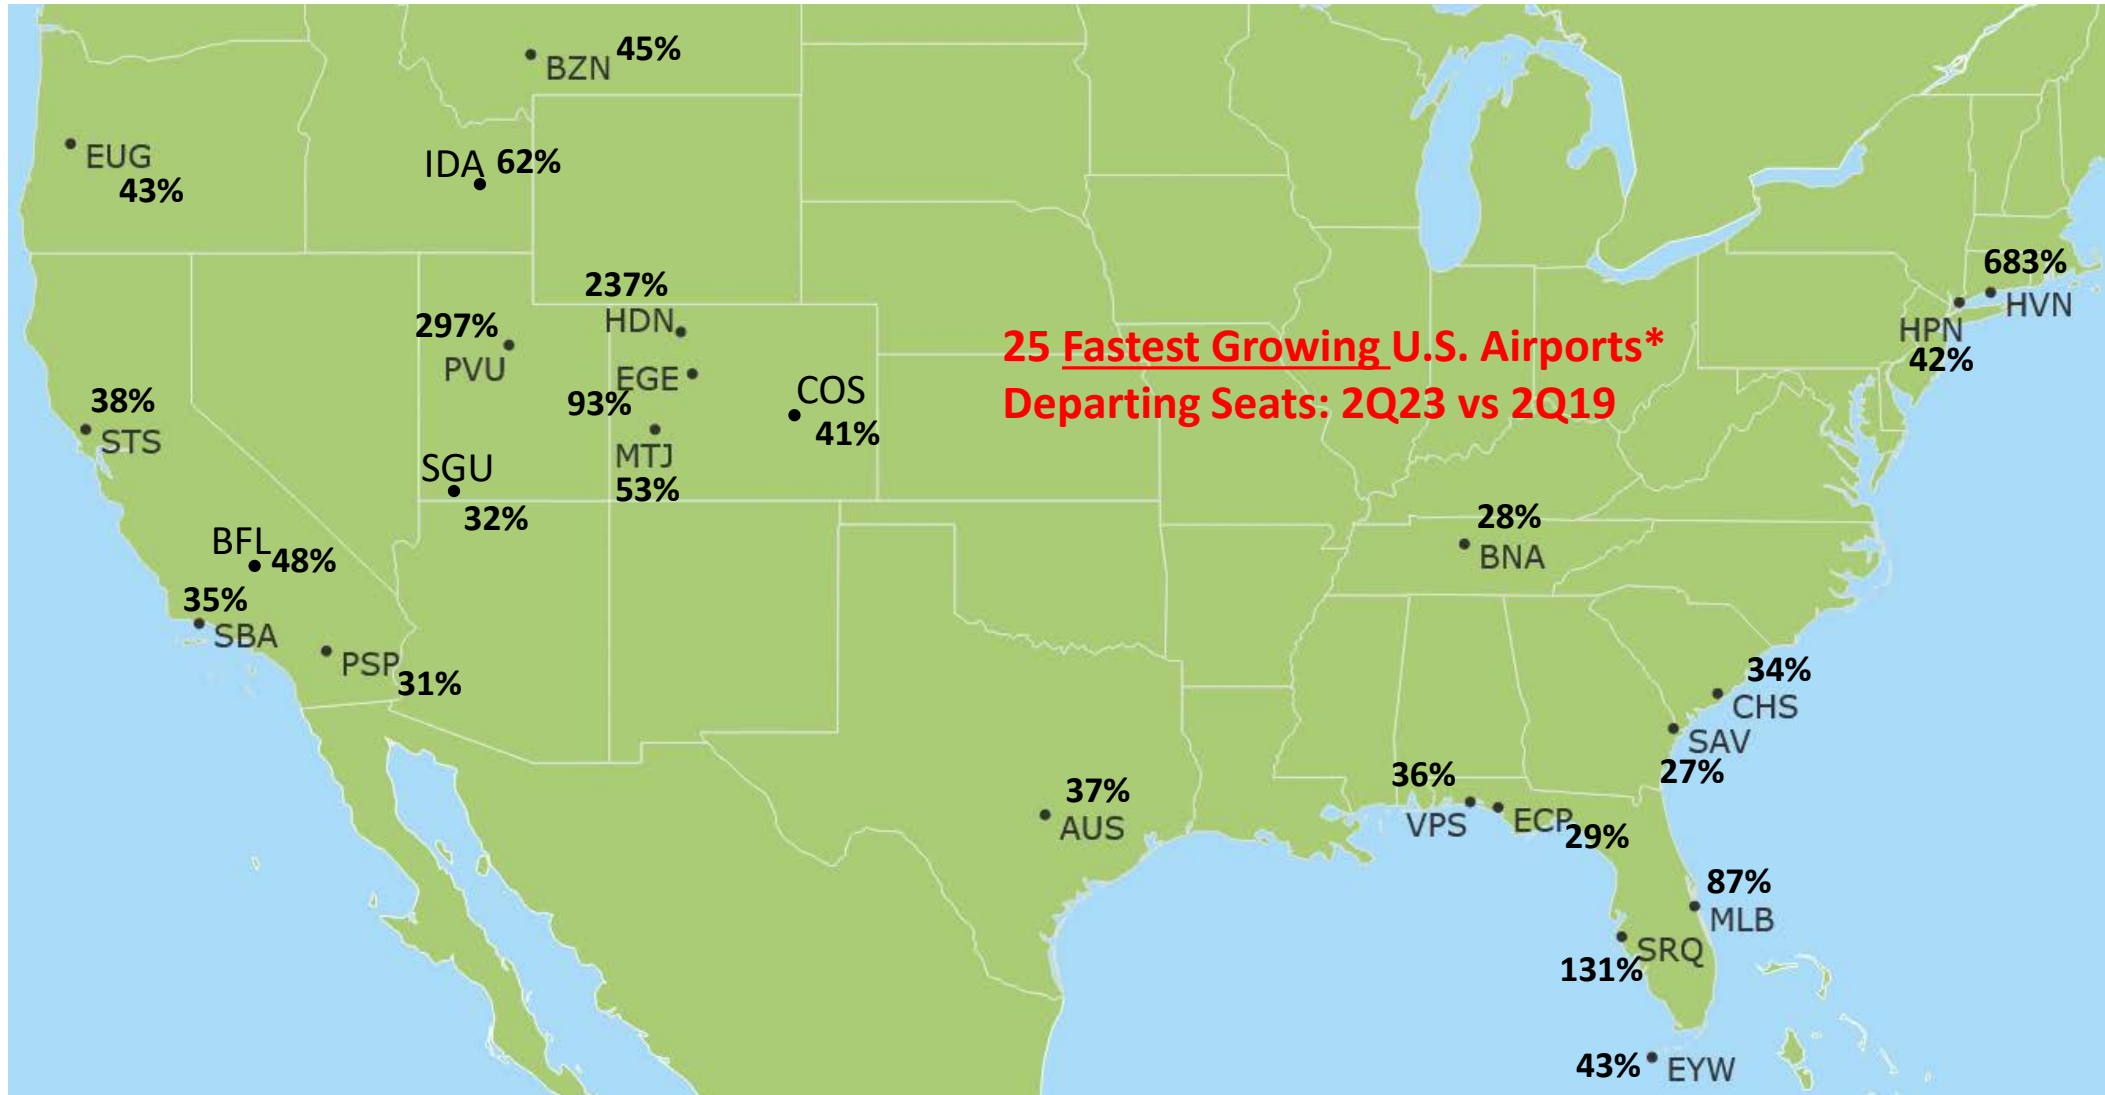 45%
BZN
EUG
43%
IDA 62%
683%
HVN
HPN
42%
237%
HDN
297%
PVU
EGE
93%
COS
41%
MTJ
53%
25 Fastest Growing U.S. Airports*
Departing Seats: 2Q23 vs 2Q19
38%
STS
SGU
32%
28%
BNA
BFL
48%
35%
SBA
PSP
31%
34%
CHS
SAV
27%
37%
AUS
36%
VPS
ECP
29%
87%
MLB
SRQ
131%
43%
EYW